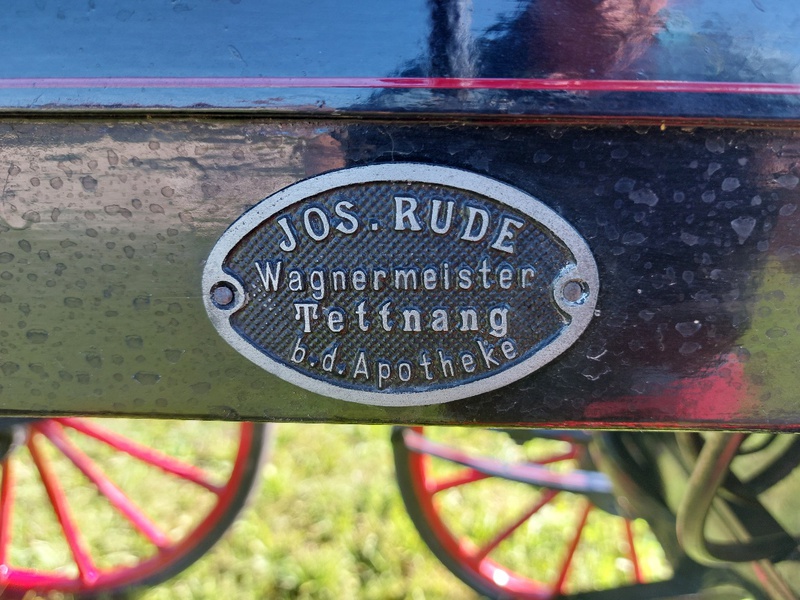 JOS. RUDE
Wagnermeister
Tettnang
b.d.Apotheke